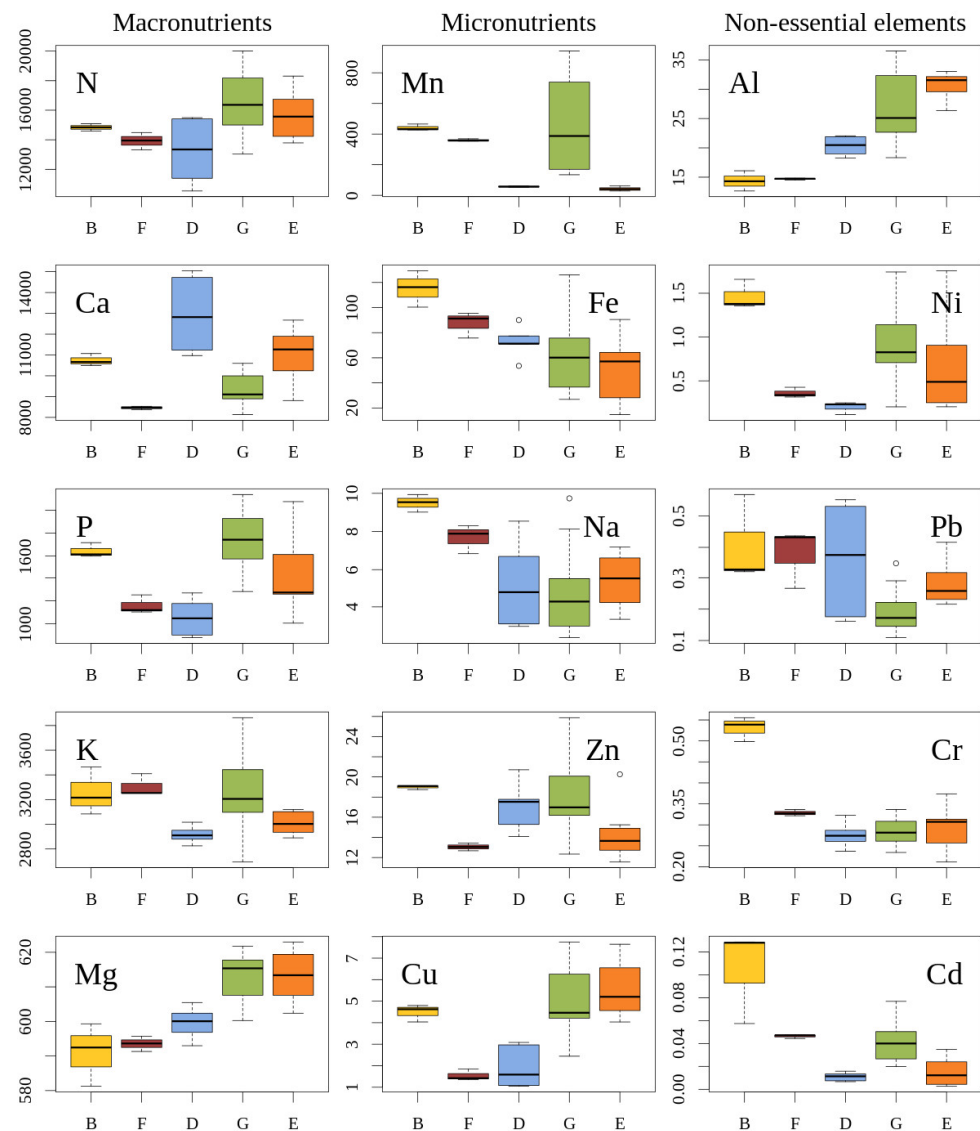 Macronutrients Micronutrients Non-essential elements
N
12000 16000 20000
B F D G E
Mn
0 400 800
B F D G E
Al
15 25 35
B F D G E
Ca
8000 11000 14000
B F D G E
Fe
20 60 100
B F D G E
Ni
0.5 1.0 1.5
B F D G E
P
1000 1600
B F D G E
Na
4 6 8 10
B F D G E
Pb
0.1 0.3 0.5
B F D G E
K
2800 3200 3600
B F D G E
Zn
12 16 20 24
B F D G E
Cr
0.20 0.35 0.50
B F D G E
Mg
580 600 620
B F D G E
Cu
1 3 5 7
B F D G E
Cd
0.00 0.04 0.08 0.12
B F D G E